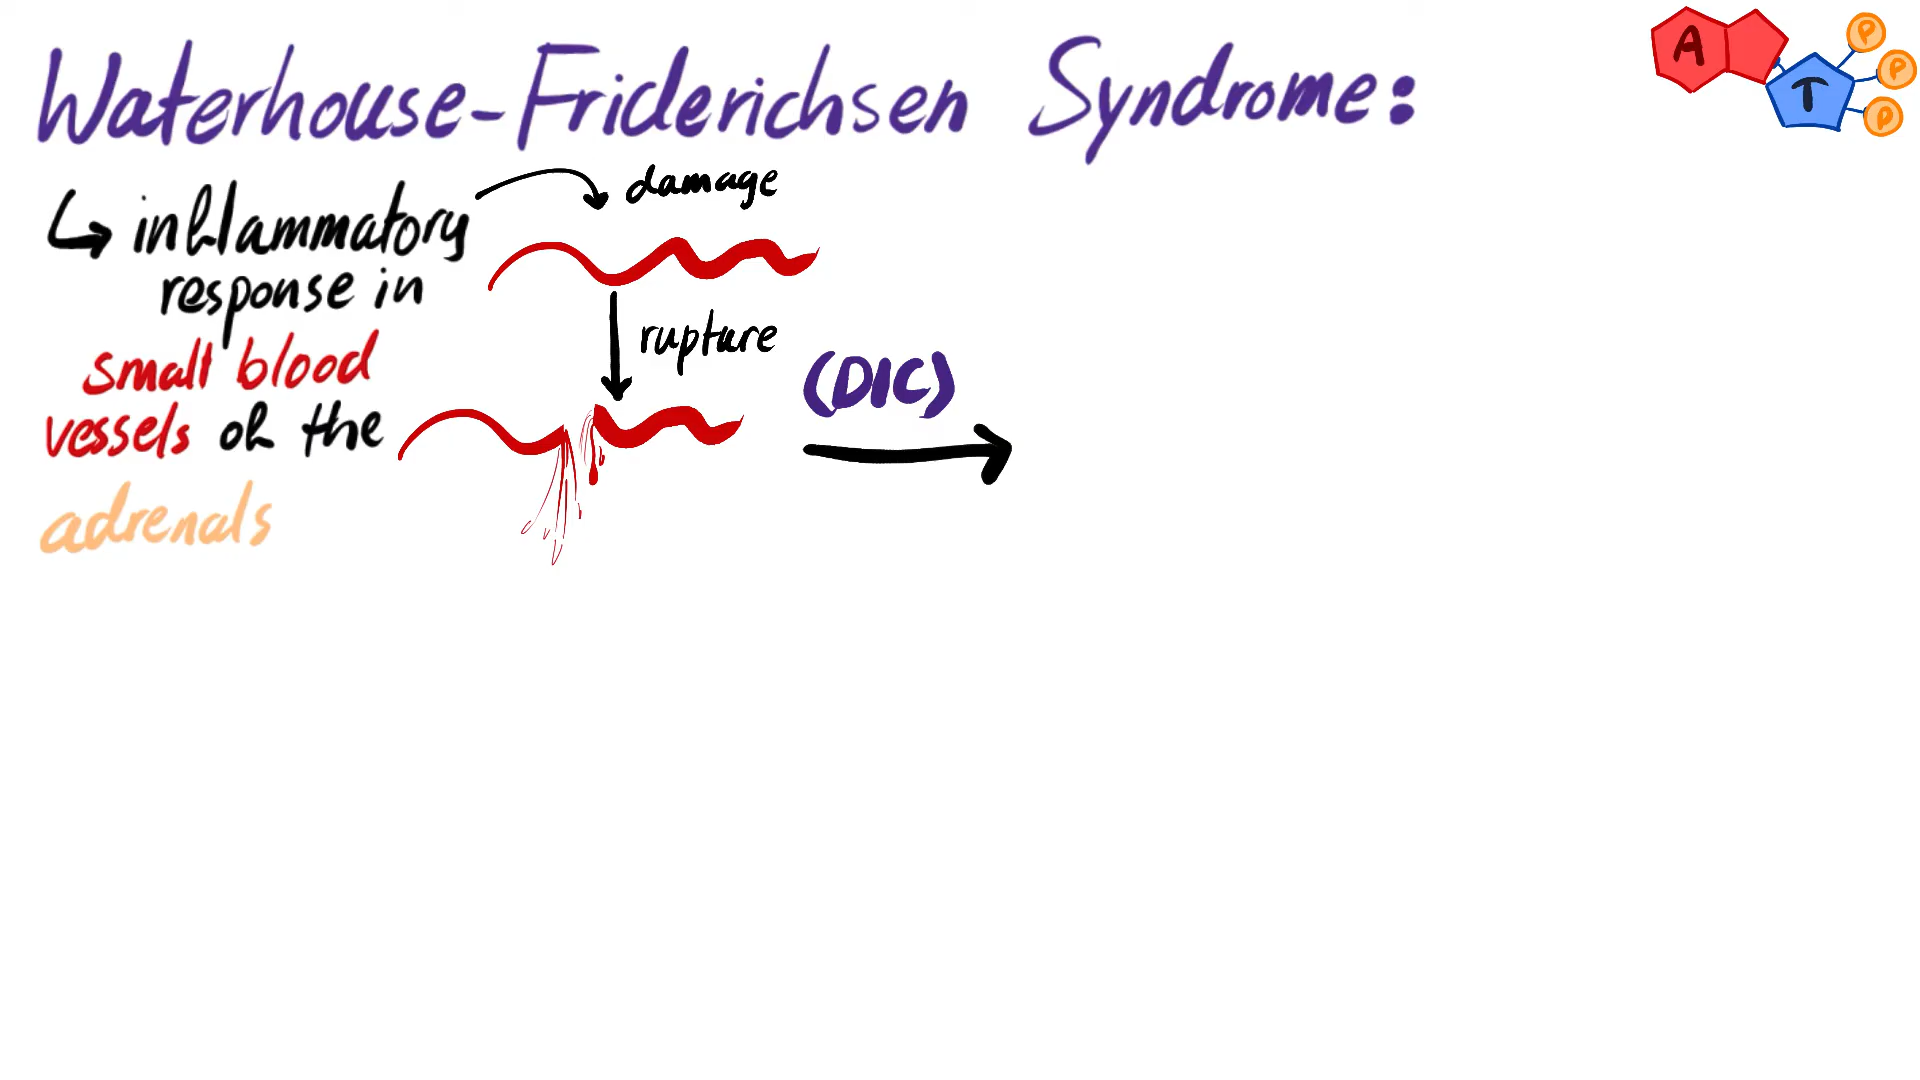 Waterhouse-Friderichsen Syndrome:
↳ inflammatory
response in
small blood
vessels of the
adrenals
damage
rupture
(DIC)
A
T
P
P
P